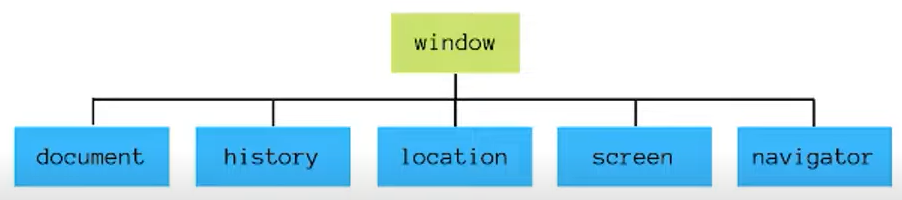 window
document
history
location
screen
navigator